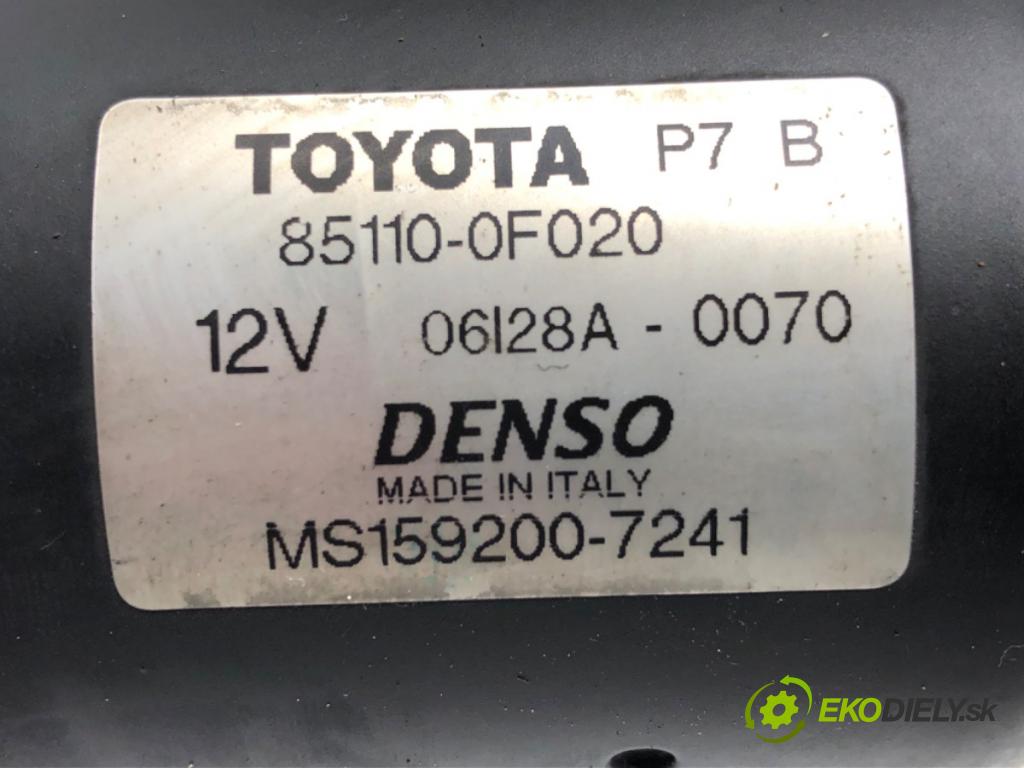 TOYOTA P7 B
85110-0F020
12V 06I28A - 0070
DENSO
MADE IN ITALY
MS159200-7241
EKODIELY.sk